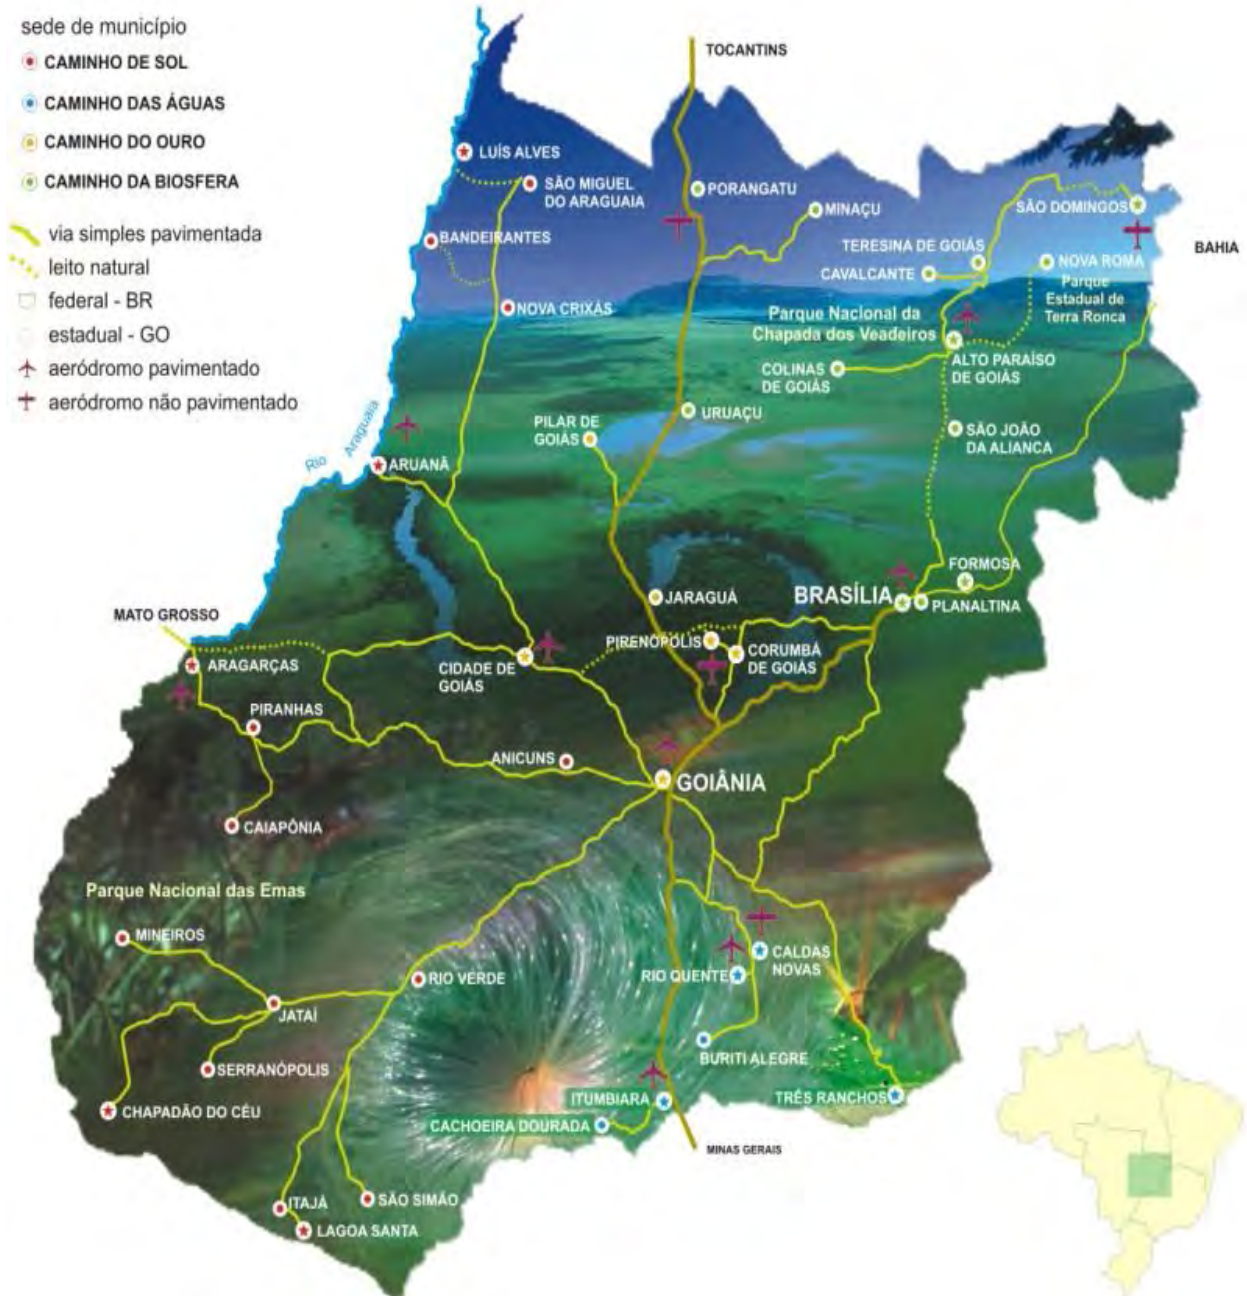 sede de município
CAMINHO DE SOL
CAMINHO DAS ÁGUAS
CAMINHO DO OURO
CAMINHO DA BIOSFERA
via simples pavimentada
leito natural
federal - BR
estadual - GO
aeródromo pavimentado
aeródromo não pavimentado
TOCANTINS
LUÍS ALVES
SÃO MIGUEL
DO ARAGUAIA
PORANGATU
MINAÇU
SÃO DOMINGOS
BANDEIRANTES
TERESINA DE GOIÁS
BAHIA
CAVALCANTE
NOVA ROMA
Parque
Estadual de
Terra Ronca
NOVA CRIXÁS
Parque Nacional da
Chapada dos Veadeiros
COLINAS
DE GOIÁS
ALTO PARAÍSO
DE GOIÁS
URUAÇU
PILAR DE
GOIÁS
SÃO JOÃO
DA ALIANCA
Rio Araguaia
ARUANÃ
FORMOSA
JARAGUÁ
BRASÍLIA
PLANALTINA
MATO GROSSO
PIRENÓPOLIS
CORUMBÁ
DE GOIÁS
ARAGARÇAS
CIDADE DE
GOIÁS
PIRANHAS
ANICUNS
GOIÂNIA
CAIAPÔNIA
Parque Nacional das Emas
MINEIROS
RIO VERDE
CALDAS
NOVAS
RIO QUENTE
JATAÍ
BURITI ALEGRE
SERRANÓPOLIS
CHAPADÃO DO CÉU
ITUMBIARA
TRÊS RANCHOS
CACHOEIRA DOURADA
MINAS GERAIS
ITAJÁ
SÃO SIMÃO
LAGOA SANTA